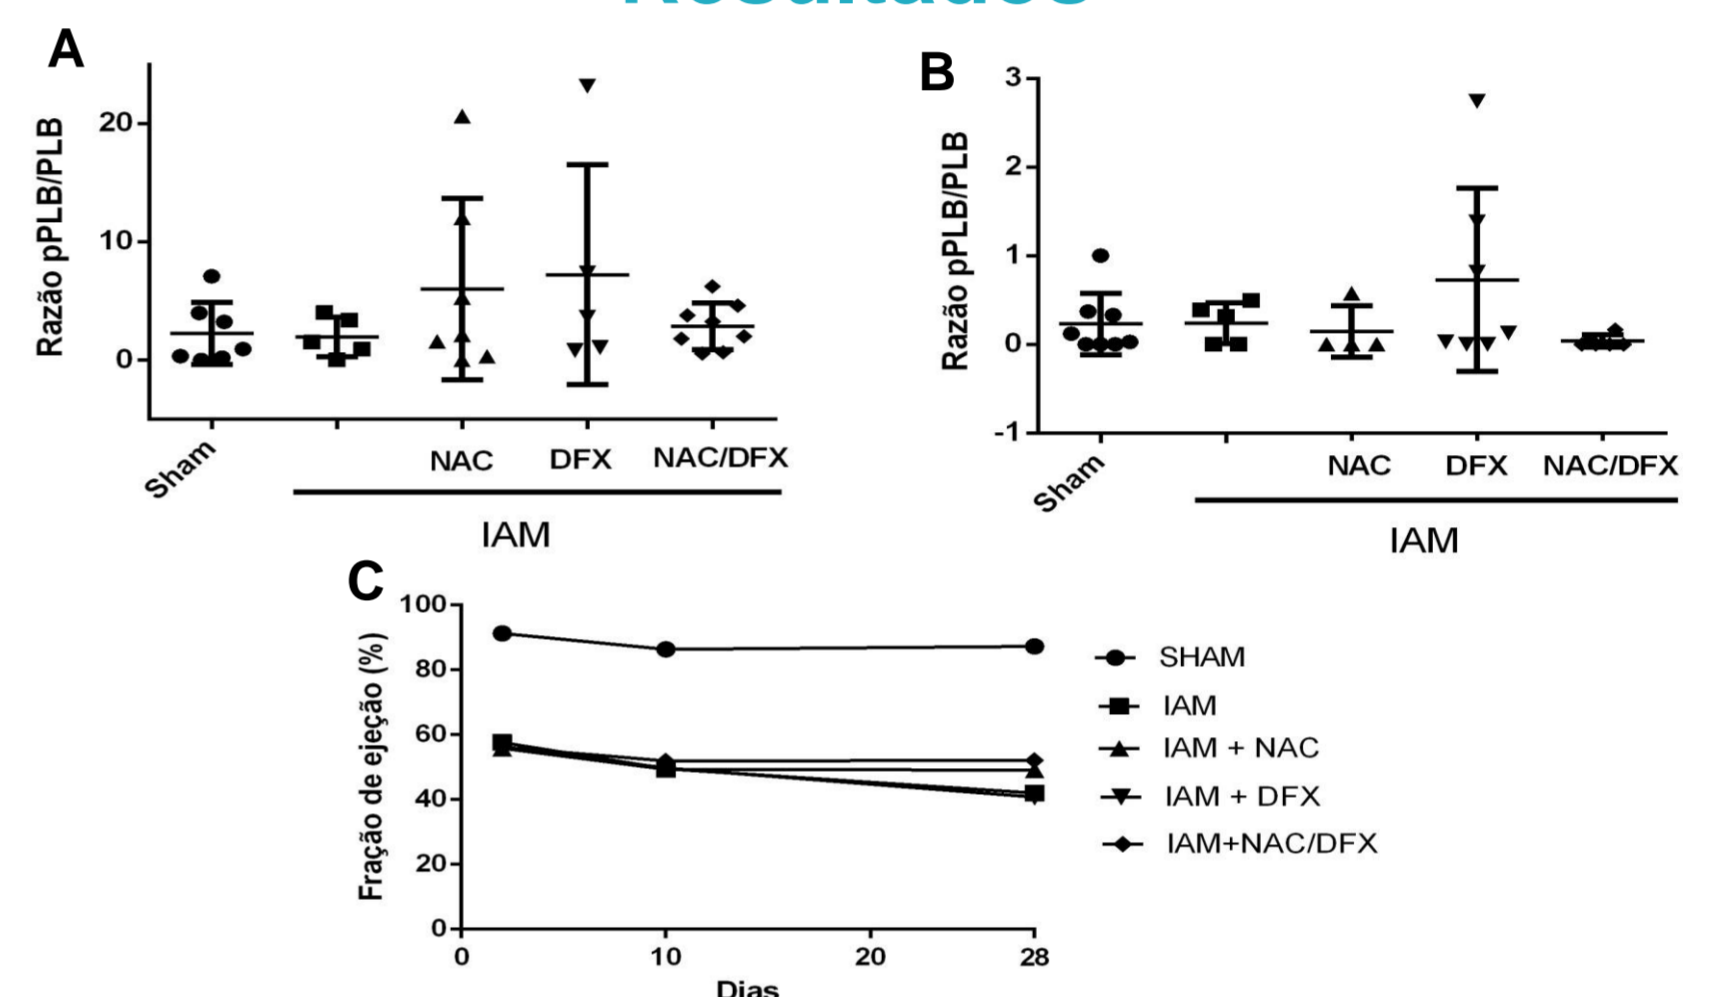 Resultados
A
Razão pPLB/PLB
20
10
0
Sham
NAC
DFX
NAC/DFX
IAM
B
Razão pPLB/PLB
3
2
1
0
-1
Sham
NAC
DFX
NAC/DFX
IAM
C
Fração de ejeção (%)
100
80
60
40
20
0
0
10
20
28
Dias
SHAM
IAM
IAM + NAC
IAM + DFX
IAM+NAC/DFX